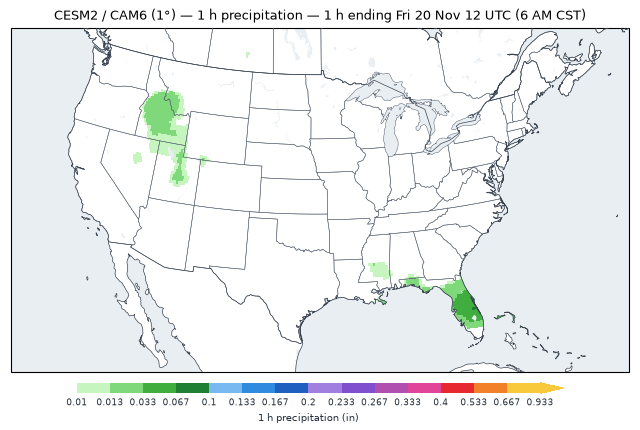 CESM2 / CAM6 (1°) — 1 h precipitation — 1 h ending Fri 20 Nov 12 UTC (6 AM CST)
0.01 0.013 0.033 0.067 0.1 0.133 0.167 0.2 0.233 0.267 0.333 0.4 0.533 0.667 0.933
1 h precipitation (in)